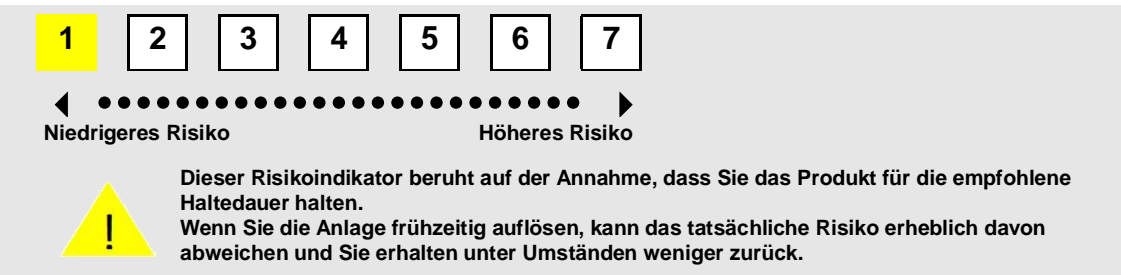 1 2 3 4 5 6 7
Niedrigeres Risiko Höheres Risiko
Dieser Risikoindikator beruht auf der Annahme, dass Sie das Produkt für die empfohlene
Haltedauer halten.
Wenn Sie die Anlage frühzeitig auflösen, kann das tatsächliche Risiko erheblich davon
abweichen und Sie erhalten unter Umständen weniger zurück.
!